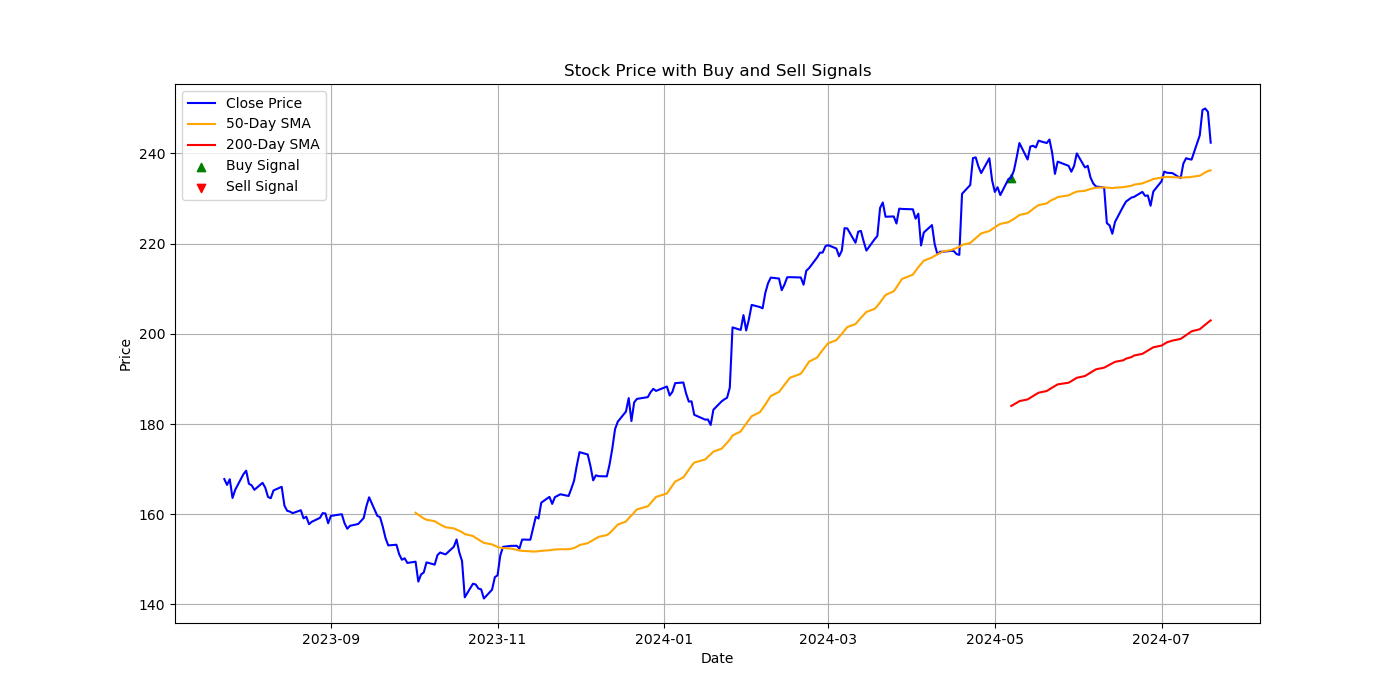 Stock Price with Buy and Sell Signals
Close Price
50-Day SMA
200-Day SMA
Buy Signal
Sell Signal
240
220
200
180
160
140
Price
2023-09 2023-11 2024-01 2024-03 2024-05 2024-07
Date